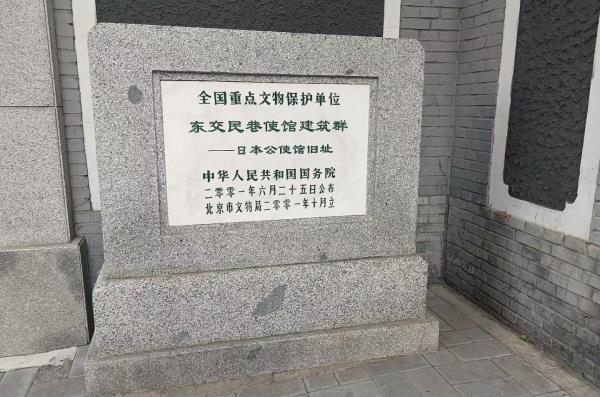 全国重点文物保护单位
东交民巷使馆建筑群
——日本公使馆旧址
中华人民共和国国务院
二零零一年六月二十五日公布
北京市文物局二零零一年十月立